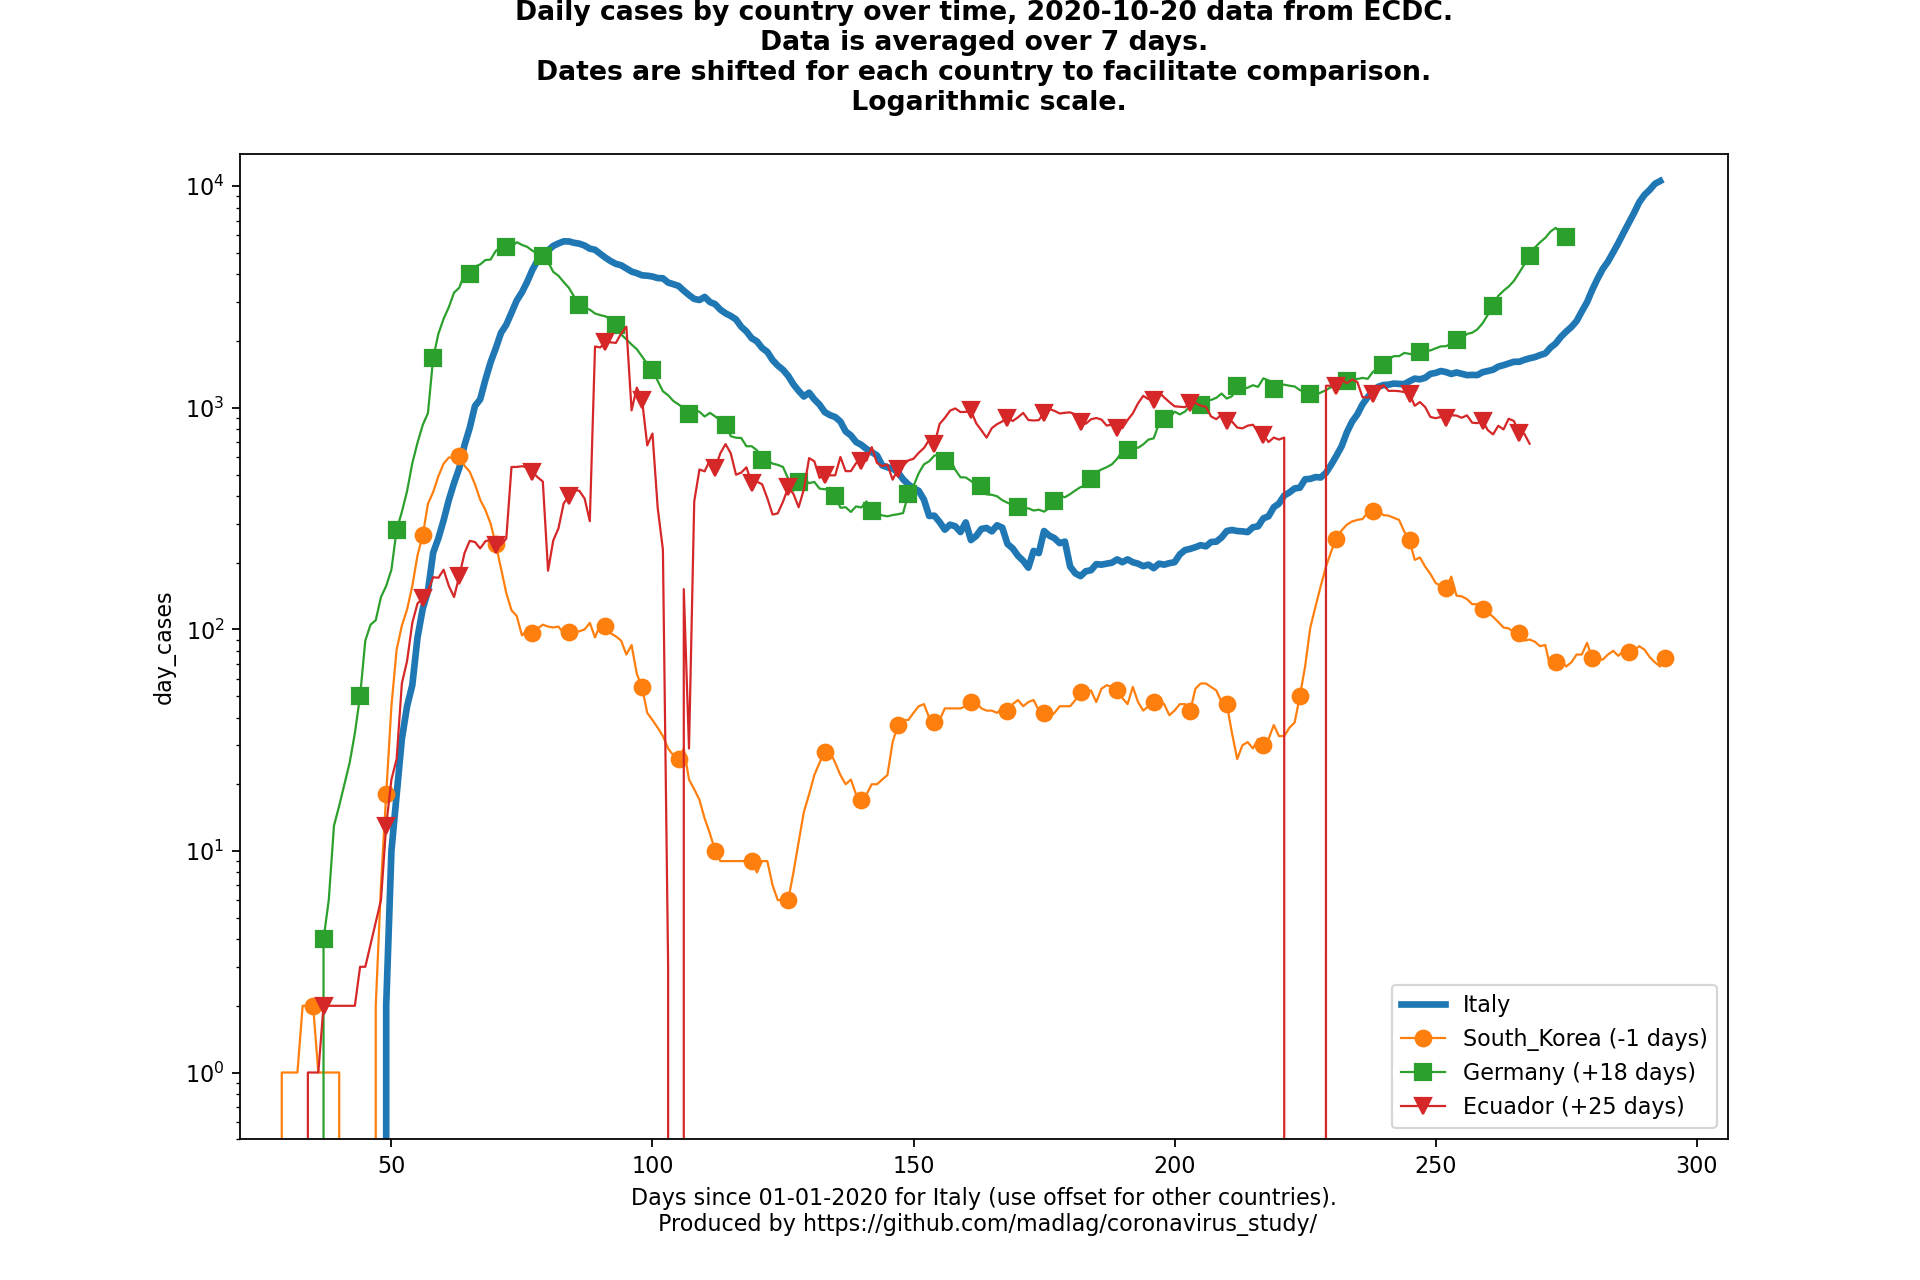 Daily cases by country over time, 2020-10-20 data from ECDC.
Data is averaged over 7 days.
Dates are shifted for each country to facilitate comparison.
Logarithmic scale.
10^4
10^3
10^2
10^1
10^0
day_cases
50
100
150
200
250
300
Italy
South_Korea (-1 days)
Germany (+18 days)
Ecuador (+25 days)
Days since 01-01-2020 for Italy (use offset for other countries).
Produced by https://github.com/madlag/coronavirus_study/